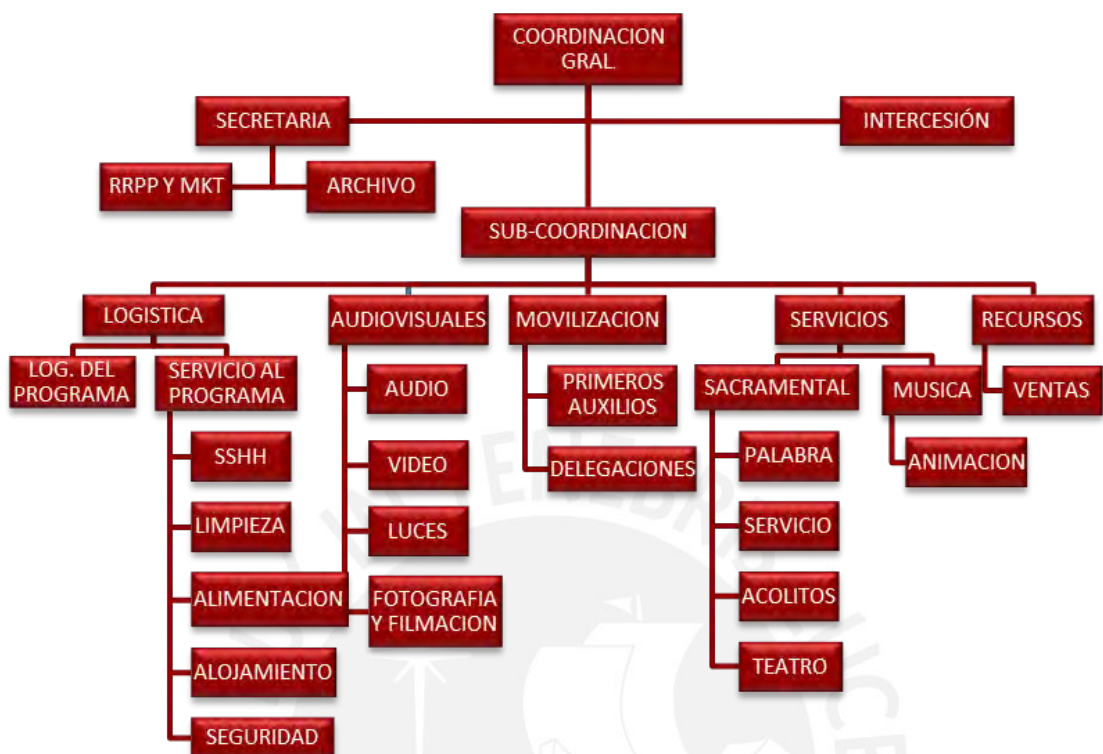 COORDINACION
GRAL.
SECRETARIA
INTERCESIÓN
RRPP Y MKT
ARCHIVO
SUB-COORDINACION
LOGISTICA
AUDIOVISUALES
MOVILIZACION
SERVICIOS
RECURSOS
LOG. DEL
PROGRAMA
SERVICIO AL
PROGRAMA
AUDIO
PRIMEROS
AUXILIOS
SACRAMENTAL
MUSICA
VENTAS
SSHH
VIDEO
DELEGACIONES
PALABRA
ANIMACION
LIMPIEZA
LUCES
SERVICIO
ALIMENTACION
FOTOGRAFIA
Y FILMACION
ACOLITOS
ALOJAMIENTO
TEATRO
SEGURIDAD